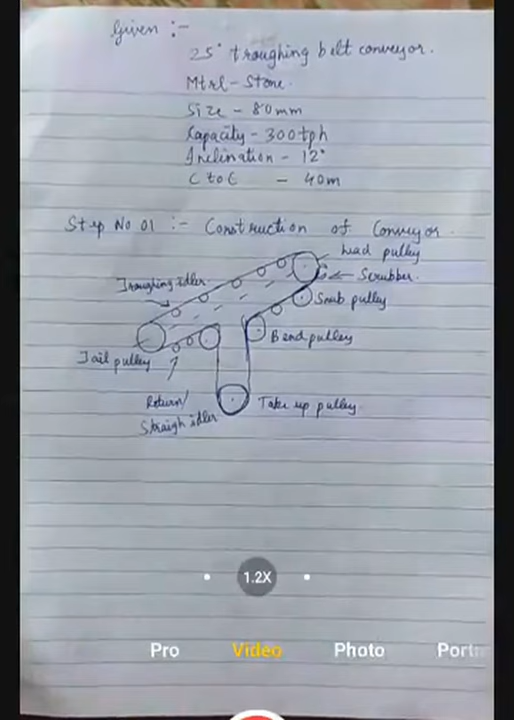 Given :-
25° troughing belt conveyor.
Mtrl - Stone.
Size - 80mm
Capacity - 300tph
Inclination - 12°
C to C - 40m
Step No 01 :- Construction of Conveyor.
Head pulley
Scrubber.
Troughing idler
Snub pulley
Bend pulley
Tail pulley
Return/
Straigh idler
Take up pulley.
1.2X
Pro Video Photo Portr